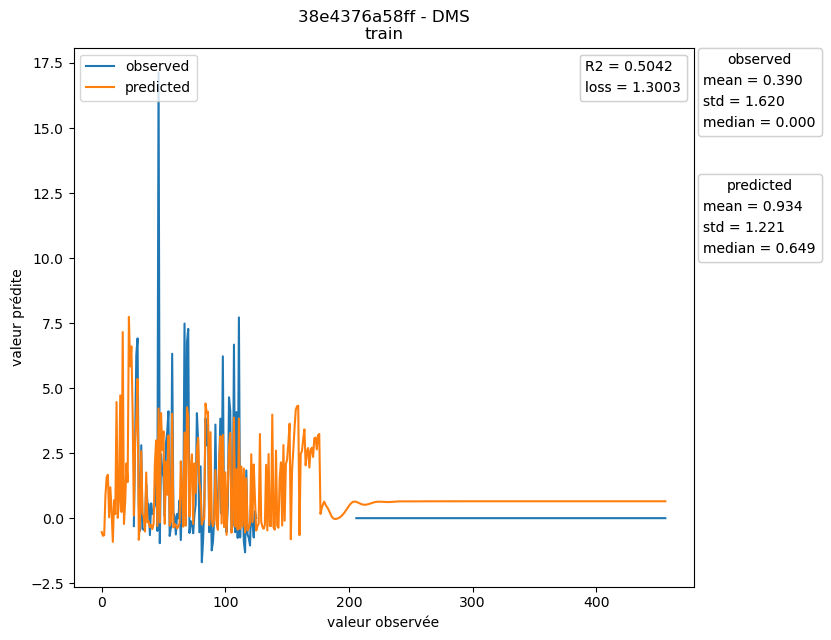 38e4376a58ff - DMS
train
observed
predicted
R2 = 0.5042
loss = 1.3003
observed
mean = 0.390
std = 1.620
median = 0.000
predicted
mean = 0.934
std = 1.221
median = 0.649
valeur prédite
17.5
15.0
12.5
10.0
7.5
5.0
2.5
0.0
−2.5
0
100
200
300
400
valeur observée